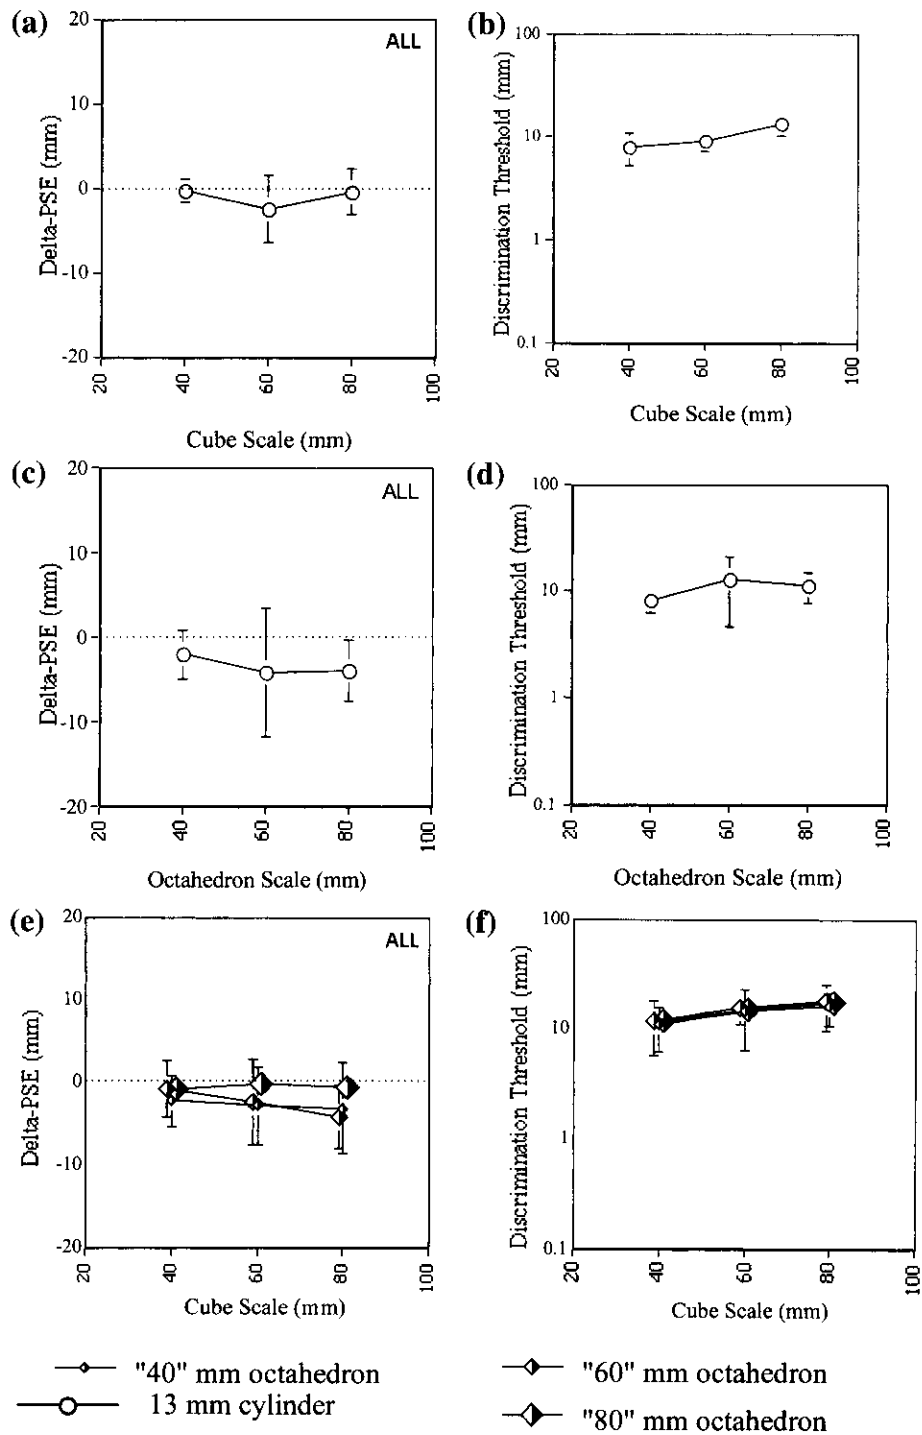 (a)
ALL
20
10
0
-10
-20
Delta-PSE (mm)
20
40
60
80
100
Cube Scale (mm)
(b)
100
10
1
0.1
Discrimination Threshold (mm)
20
40
60
80
100
Cube Scale (mm)
(c)
ALL
20
10
0
-10
-20
Delta-PSE (mm)
20
40
60
80
100
Octahedron Scale (mm)
(d)
100
10
1
0.1
Discrimination Threshold (mm)
20
40
60
80
100
Octahedron Scale (mm)
(e)
ALL
20
10
0
-10
-20
Delta-PSE (mm)
20
40
60
80
100
Cube Scale (mm)
(f)
100
10
1
0.1
Discrimination Threshold (mm)
20
40
60
80
100
Cube Scale (mm)
"40" mm octahedron
13 mm cylinder
"60" mm octahedron
"80" mm octahedron